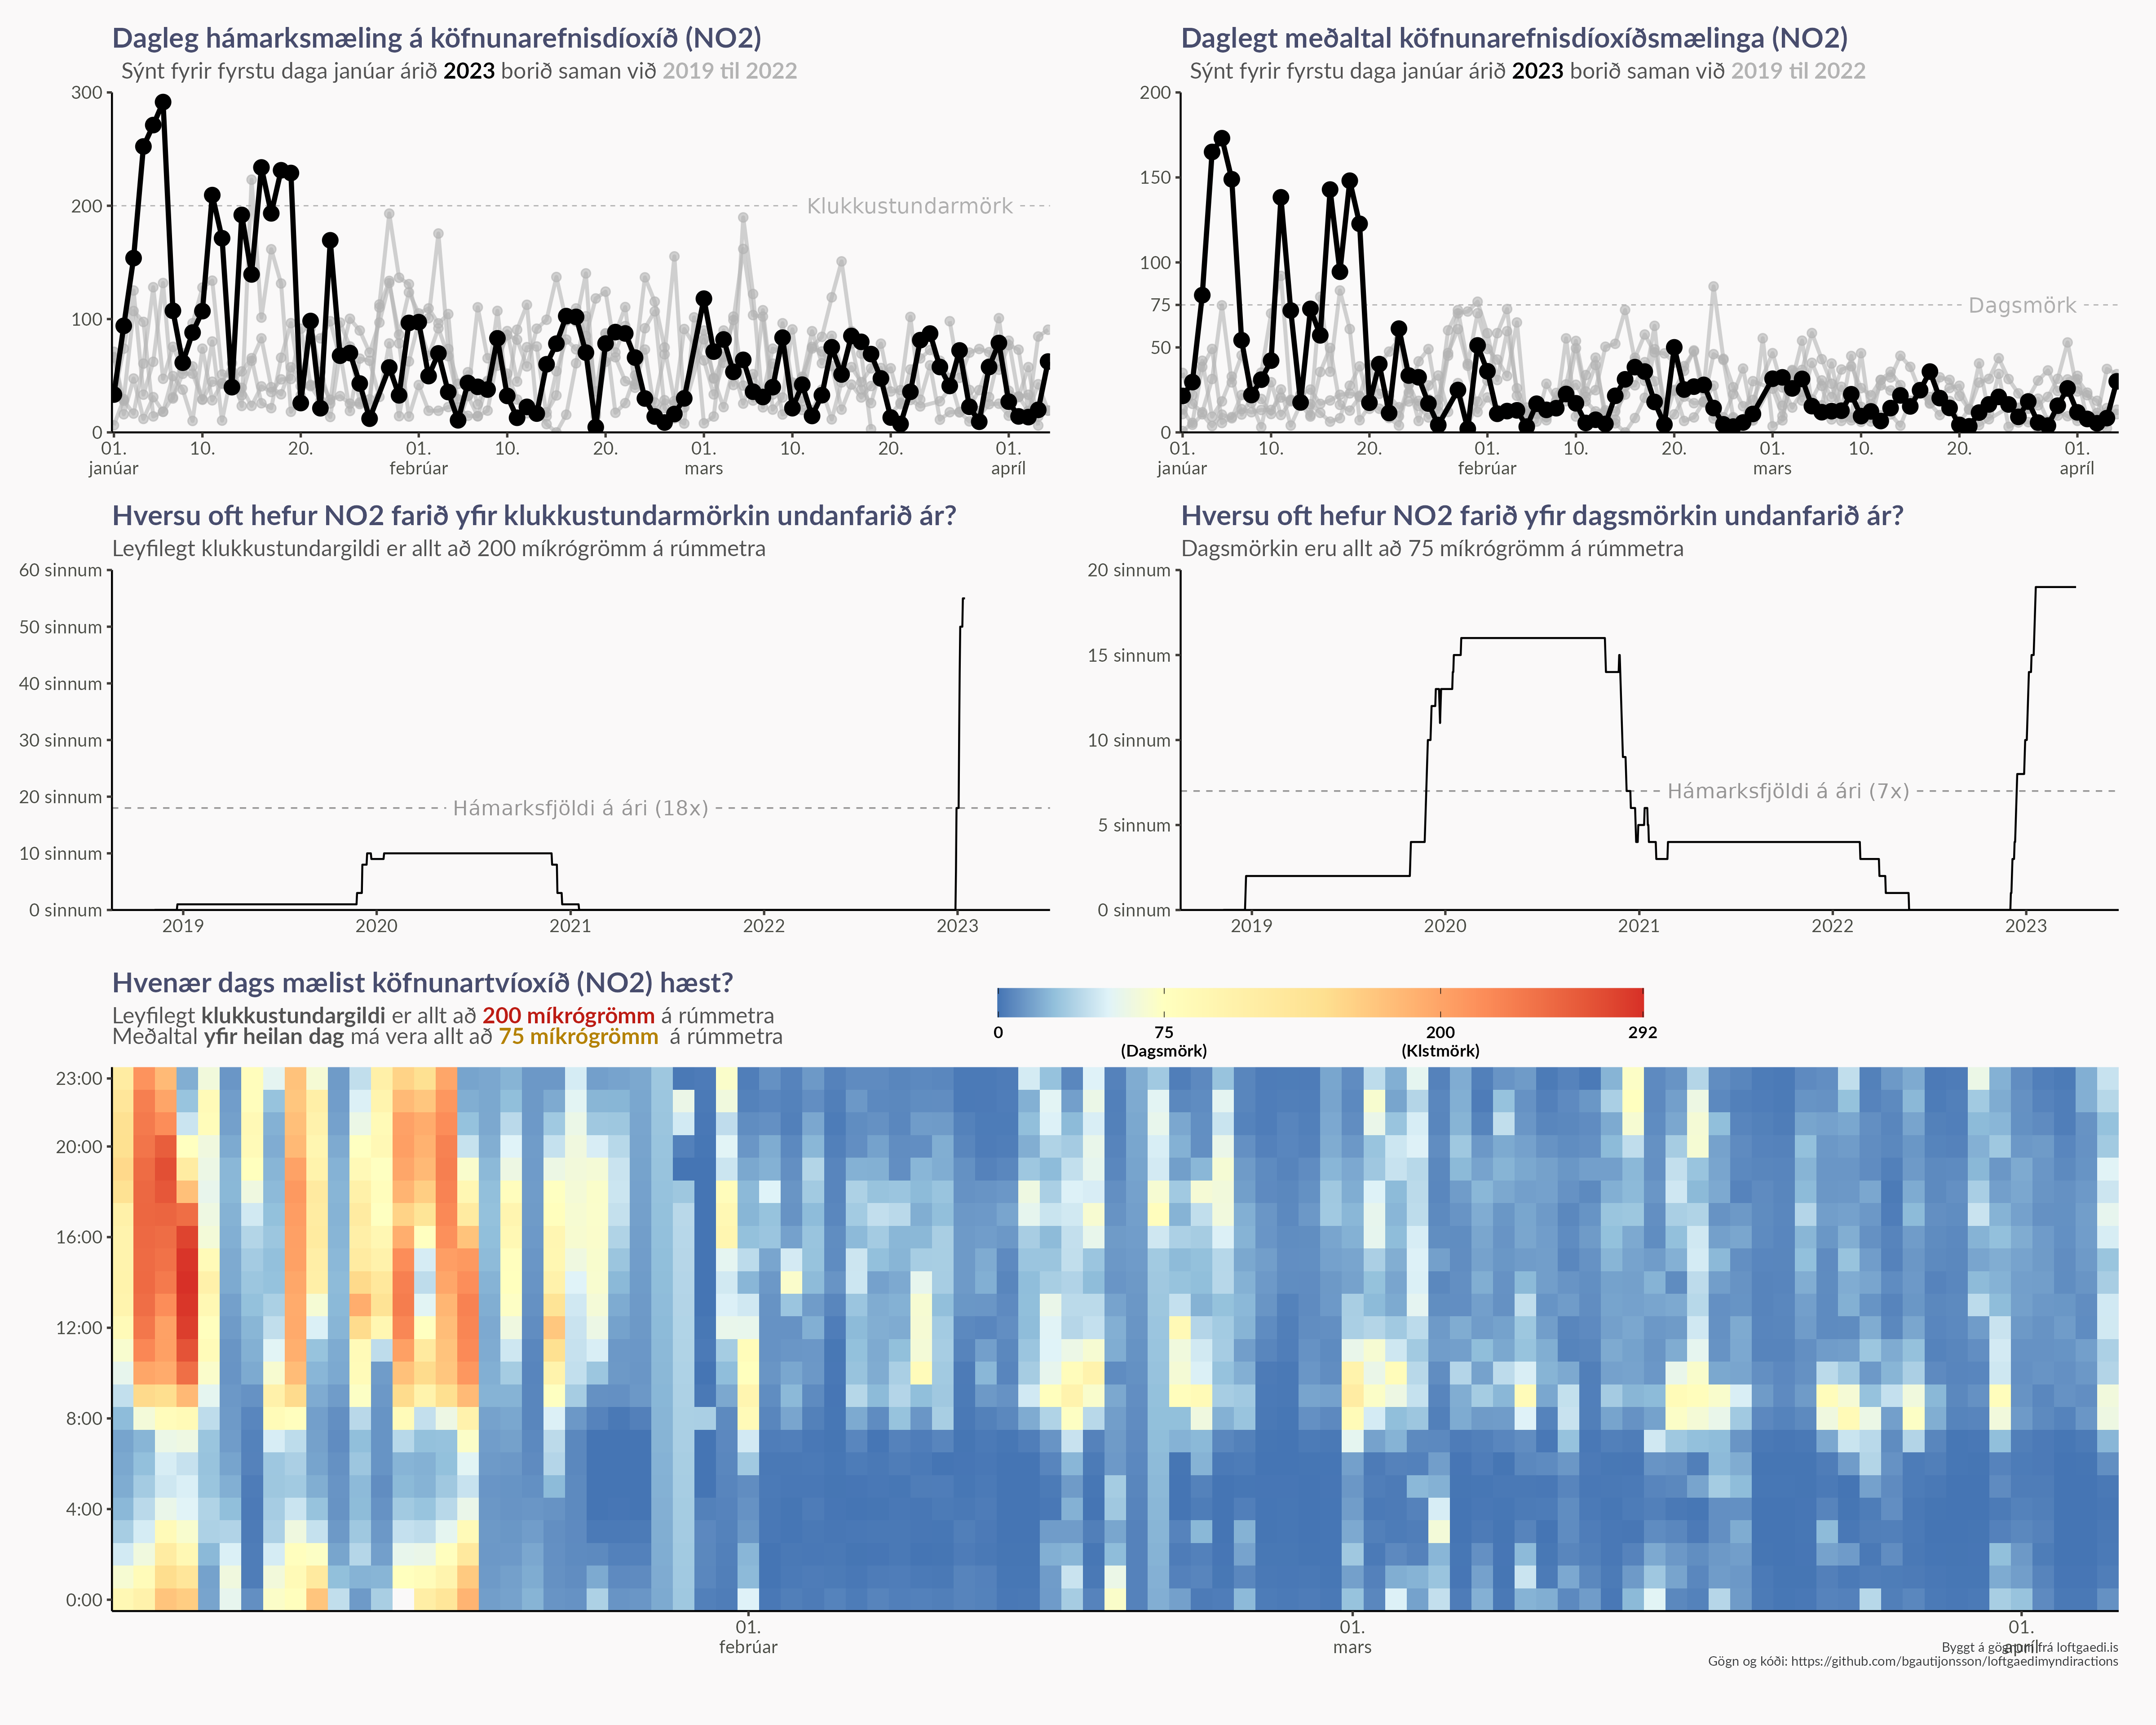 Dagleg hámarksmæling á köfnunarefnisdíoxíð (NO2)
Sýnt fyrir fyrstu daga janúar árið 2023 borið saman við 2019 til 2022
300
200
100
0
Klukkustundarmörk
01. 10. 20. 01. 10. 20. 01. 10. 20. 01.
janúar febrúar mars apríl
Daglegt meðaltal köfnunarefnisdíoxíðsmælinga (NO2)
Sýnt fyrir fyrstu daga janúar árið 2023 borið saman við 2019 til 2022
200
150
100
75
50
0
Dagsmörk
01. 10. 20. 01. 10. 20. 01. 10. 20. 01.
janúar febrúar mars apríl
Hversu oft hefur NO2 farið yfir klukkustundarmörkin undanfarið ár?
Leyfilegt klukkustundargildi er allt að 200 míkrógrömm á rúmmetra
60 sinnum
50 sinnum
40 sinnum
30 sinnum
20 sinnum
10 sinnum
0 sinnum
Hámarksfjöldi á ári (18x)
2019 2020 2021 2022 2023
Hversu oft hefur NO2 farið yfir dagsmörkin undanfarið ár?
Dagsmörkin eru allt að 75 míkrógrömm á rúmmetra
20 sinnum
15 sinnum
10 sinnum
5 sinnum
0 sinnum
Hámarksfjöldi á ári (7x)
2019 2020 2021 2022 2023
Hvenær dags mælist köfnunartvíoxíð (NO2) hæst?
Leyfilegt klukkustundargildi er allt að 200 míkrógrömm á rúmmetra
Meðaltal yfir heilan dag má vera allt að 75 míkrógrömm á rúmmetra
0 75 200 292
(Dagsmörk) (Klstmörk)
23:00
20:00
16:00
12:00
8:00
4:00
0:00
01. 01. 01.
febrúar mars apríl
Byggt á gögnum frá loftgaedi.is
Gögn og kóði: https://github.com/bgautijonsson/loftgaedimyndiractions